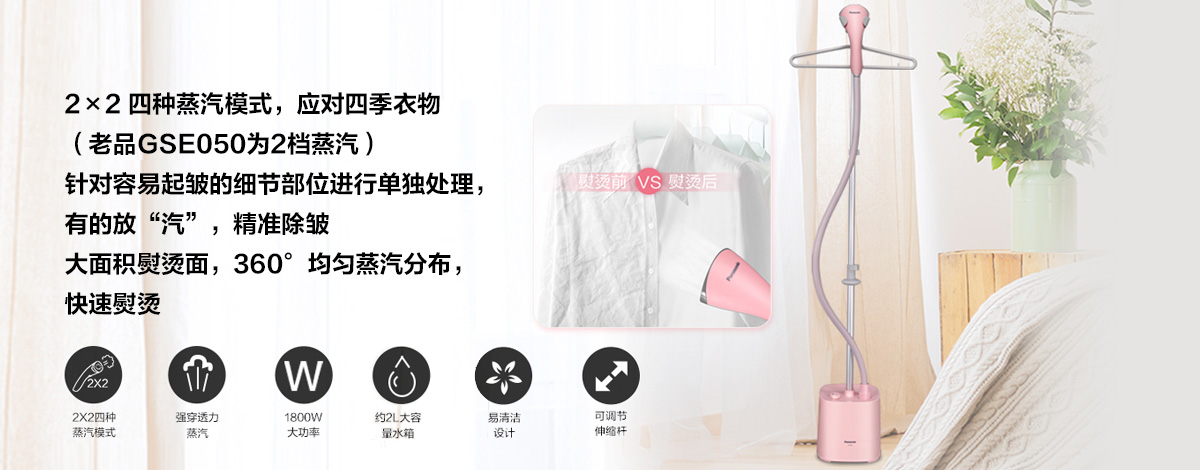 2×2 四种蒸汽模式，应对四季衣物
（老品GSE050为2档蒸汽）
针对容易起皱的细节部位进行单独处理，
有的放“汽”，精准除皱
大面积熨烫面，360°均匀蒸汽分布，
快速熨烫
熨烫前 VS 熨烫后
Panasonic
Panasonic
Panasonic
2X2
W
2X2四种
蒸汽模式
强穿透力
蒸汽
1800W
大功率
约2L大容
量水箱
易清洁
设计
可调节
伸缩杆